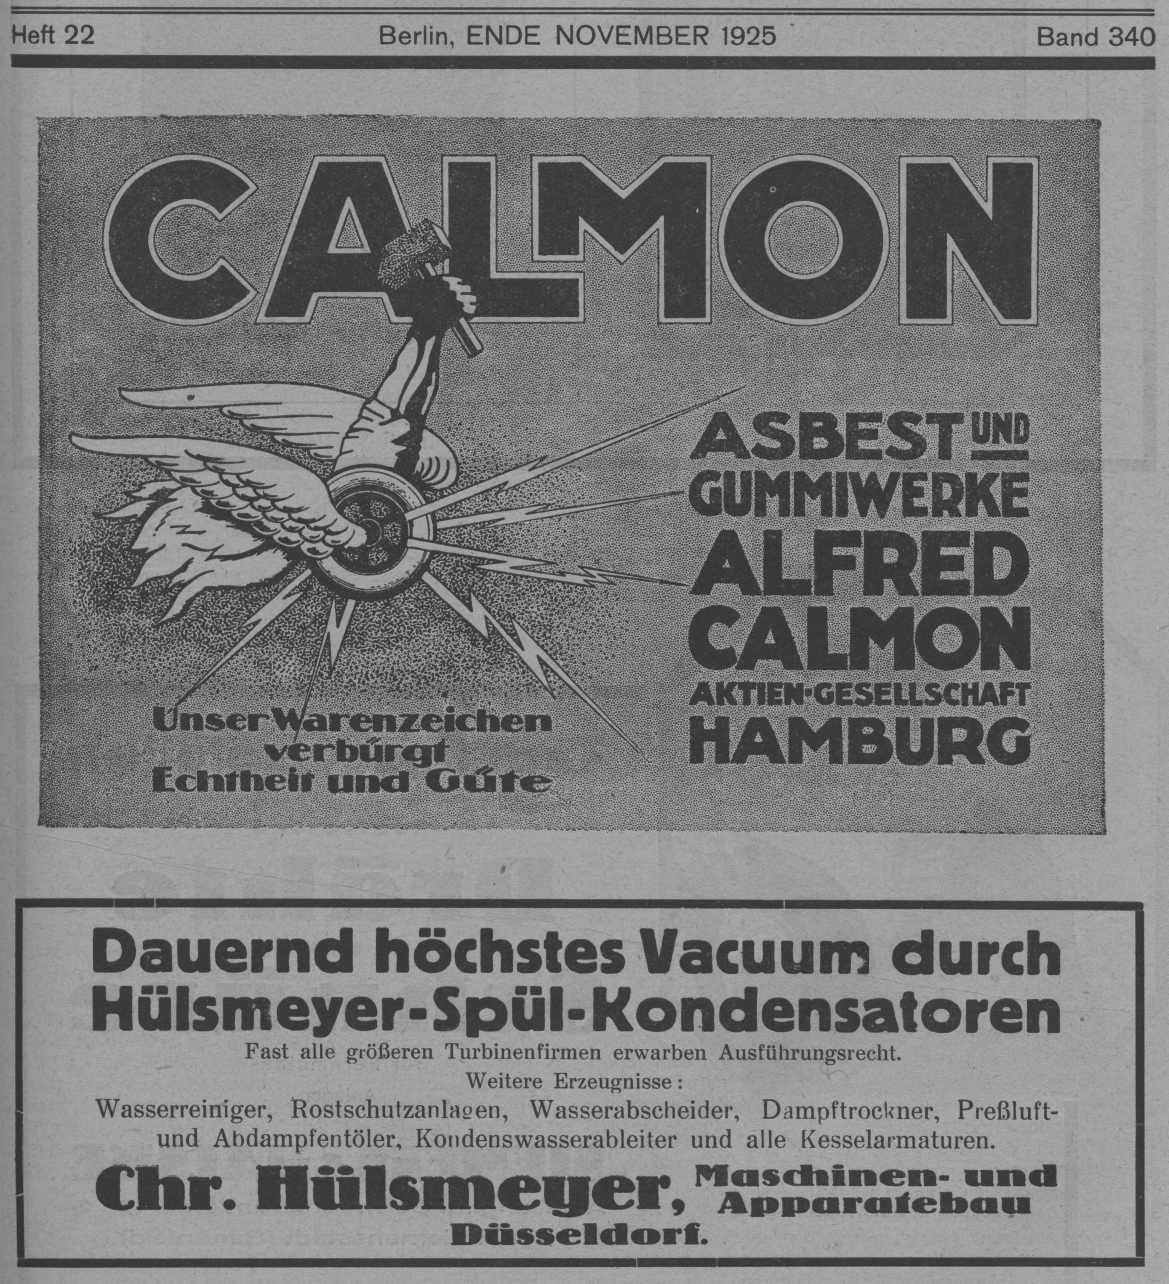 Heft 22
Berlin, ENDE NOVEMBER 1925
Band 340
CALMON
ASBEST UND
GUMMIWERKE
ALFRED
CALMON
AKTIEN-GESELLSCHAFT
HAMBURG
Unser Warenzeichen
verbürgt
Echtheit und Güte
Dauernd höchstes Vacuum durch
Hülsmeyer-Spül-Kondensatoren
Fast alle größeren Turbinenfirmen erwarben Ausführungsrecht.
Weitere Erzeugnisse:
Wasserreiniger, Rostschutzanlagen, Wasserabscheider, Dampftrockner, Preßluft-
und Abdampfentöler, Kondenswasserableiter und alle Kesselarmaturen.
Chr. Hülsmeyer, Maschinen- und
Apparatebau
Düsseldorf.